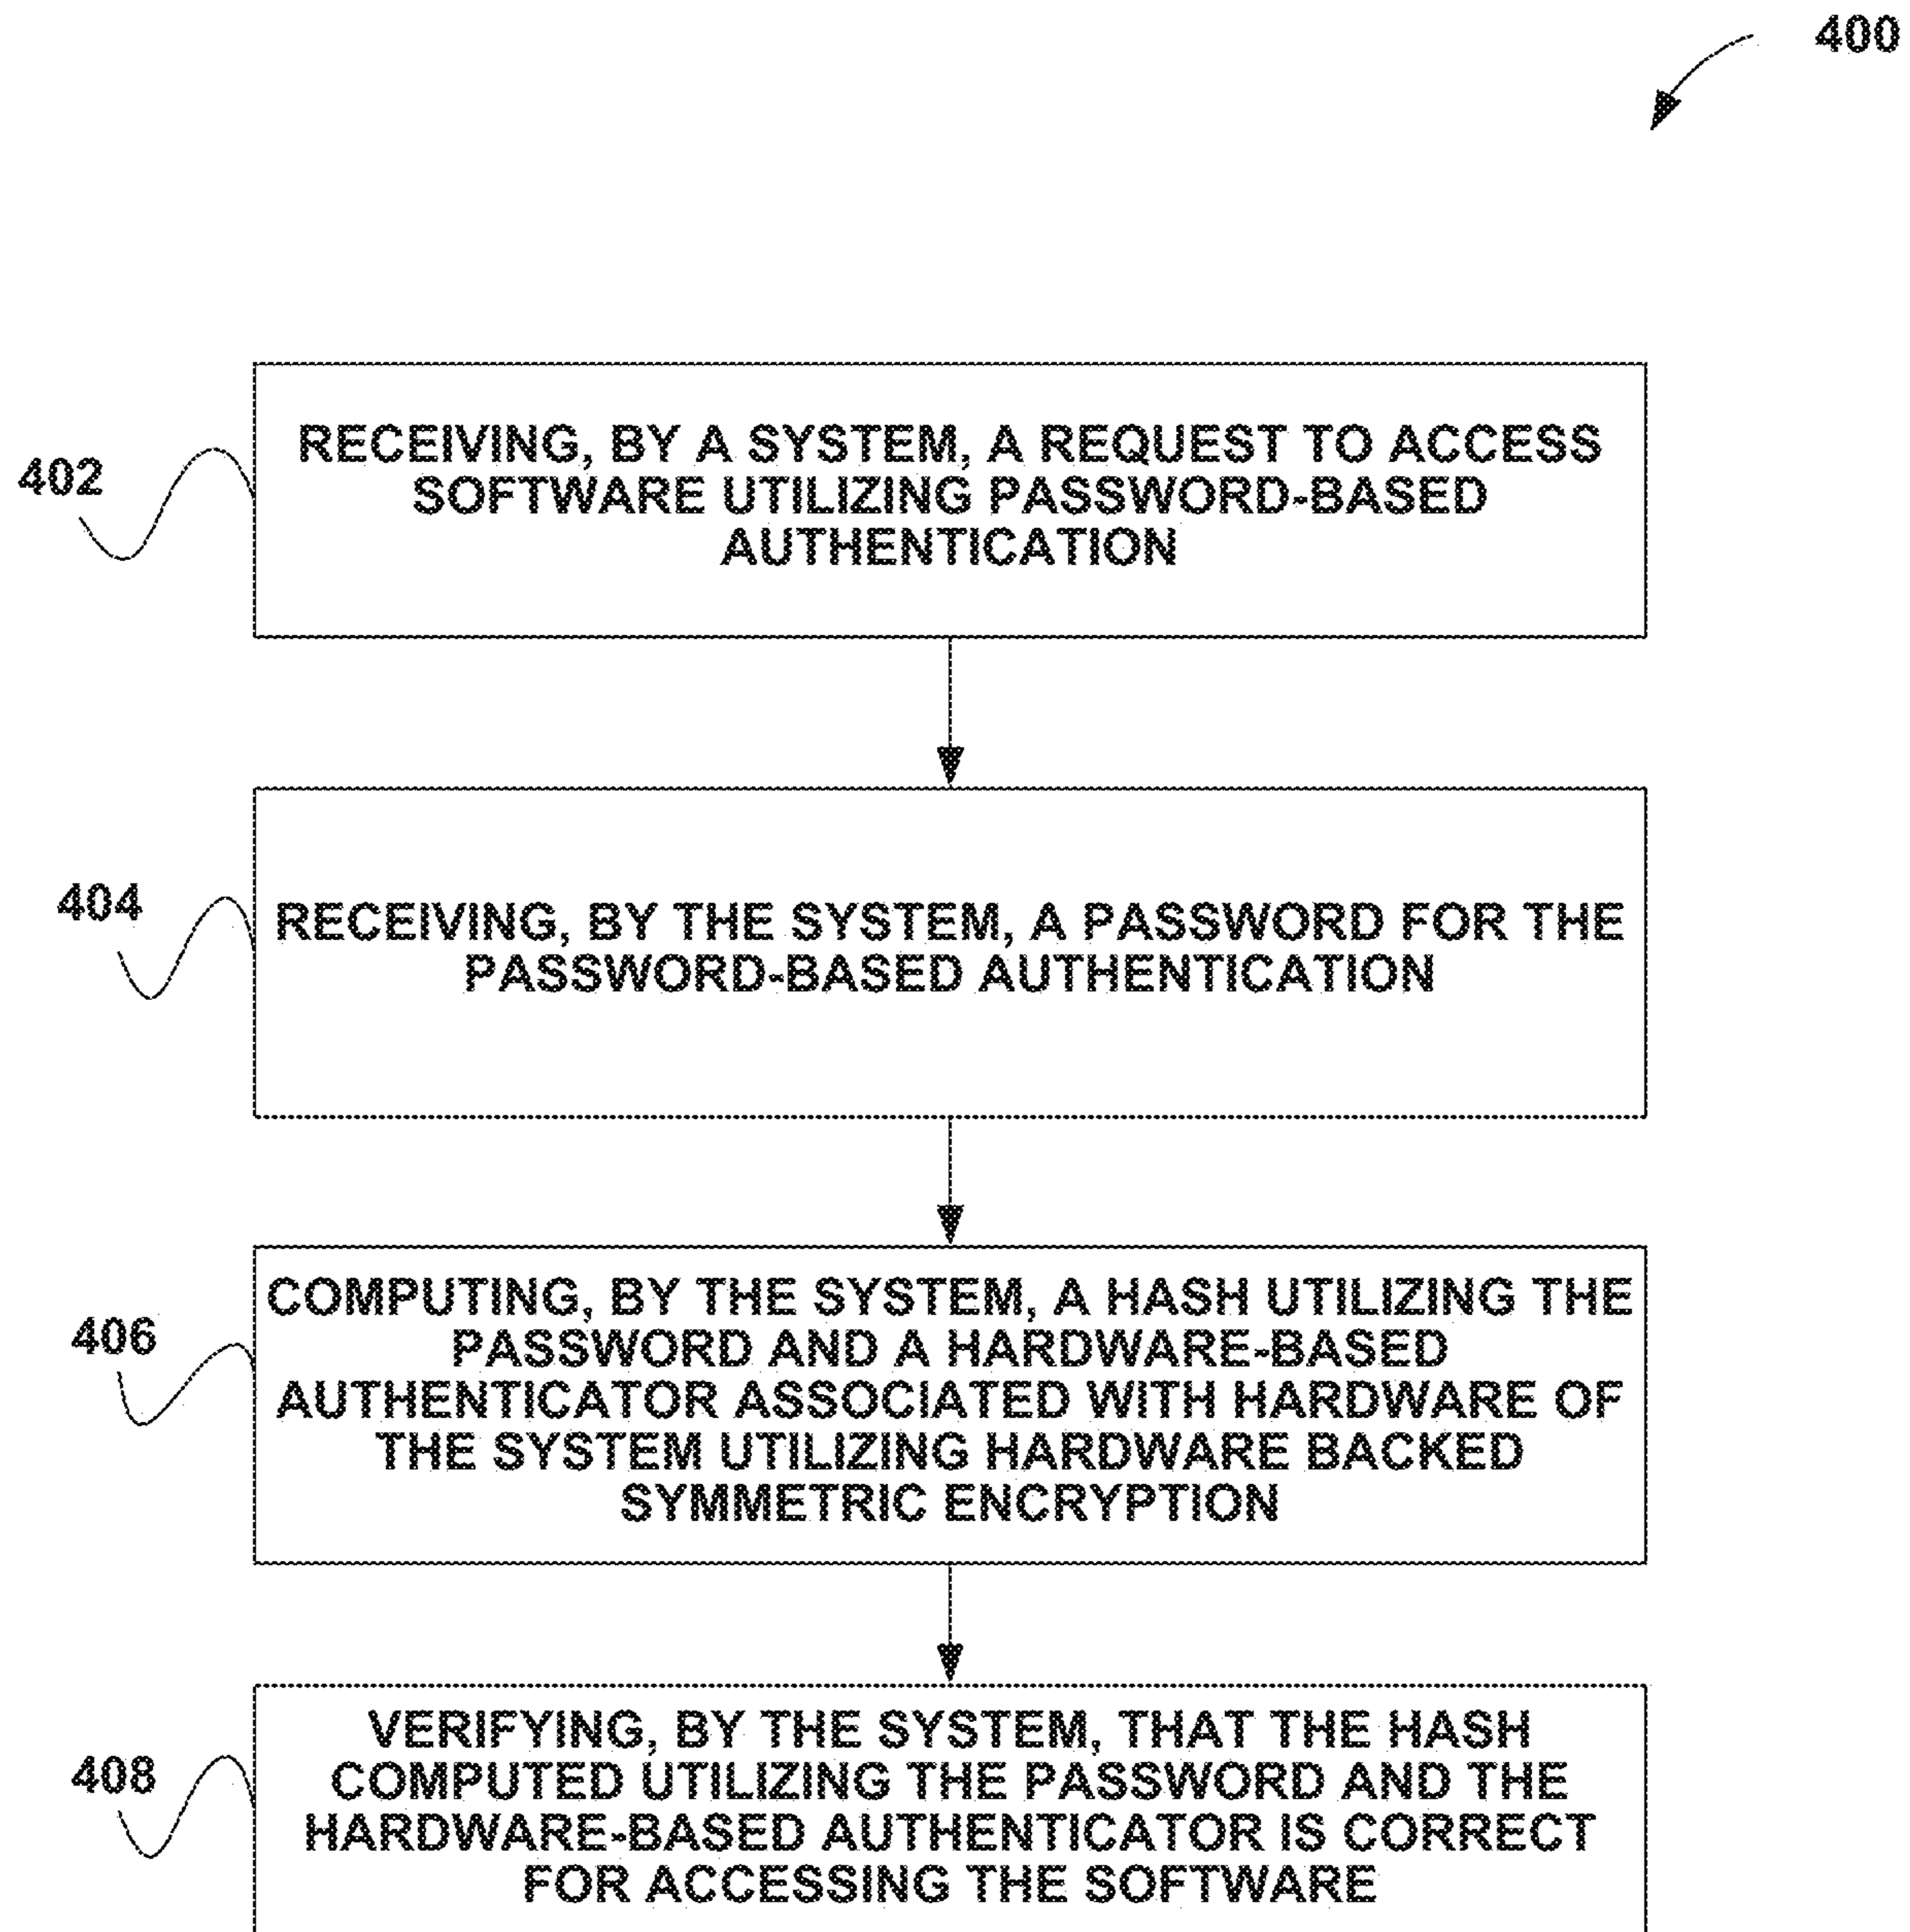 400
402
RECEIVING, BY A SYSTEM, A REQUEST TO ACCESS
SOFTWARE UTILIZING PASSWORD-BASED
AUTHENTICATION
404
RECEIVING, BY THE SYSTEM, A PASSWORD FOR THE
PASSWORD-BASED AUTHENTICATION
406
COMPUTING, BY THE SYSTEM, A HASH UTILIZING THE
PASSWORD AND A HARDWARE-BASED
AUTHENTICATOR ASSOCIATED WITH HARDWARE OF
THE SYSTEM UTILIZING HARDWARE BACKED
SYMMETRIC ENCRYPTION
408
VERIFYING, BY THE SYSTEM, THAT THE HASH
COMPUTED UTILIZING THE PASSWORD AND THE
HARDWARE-BASED AUTHENTICATOR IS CORRECT
FOR ACCESSING THE SOFTWARE